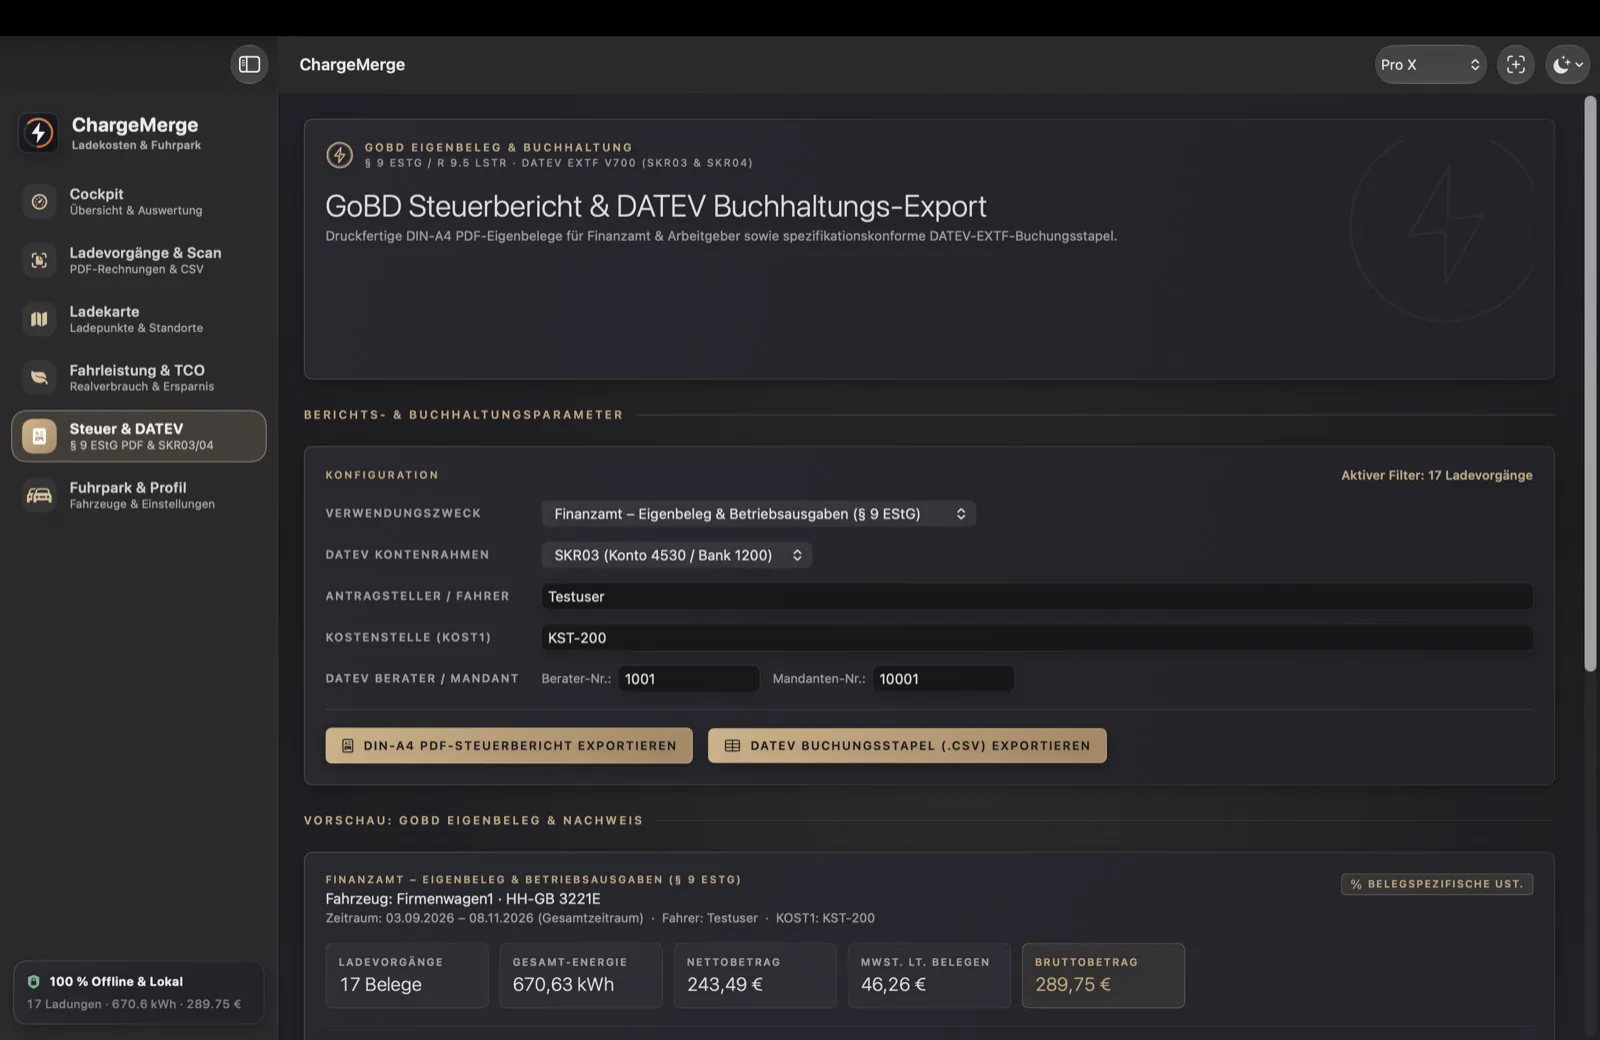 ChargeMerge
Pro X
ChargeMerge
Ladekosten & Fuhrpark
Cockpit
Übersicht & Auswertung
Ladevorgänge & Scan
PDF-Rechnungen & CSV
Ladekarte
Ladepunkte & Standorte
Fahrleistung & TCO
Realverbrauch & Ersparnis
Steuer & DATEV
§ 9 EStG PDF & SKR03/04
Fuhrpark & Profil
Fahrzeuge & Einstellungen
100 % Offline & Lokal
17 Ladungen · 670.6 kWh · 289.75 €
GOBD EIGENBELEG & BUCHHALTUNG
§ 9 ESTG / R 9.5 LSTR · DATEV EXTF V700 (SKR03 & SKR04)
GoBD Steuerbericht & DATEV Buchhaltungs-Export
Druckfertige DIN-A4 PDF-Eigenbelege für Finanzamt & Arbeitgeber sowie spezifikationskonforme DATEV-EXTF-Buchungsstapel.
BERICHTS- & BUCHHALTUNGSPARAMETER
KONFIGURATION
Aktiver Filter: 17 Ladevorgänge
VERWENDUNGSZWECK
Finanzamt – Eigenbeleg & Betriebsausgaben (§ 9 EStG)
DATEV KONTENRAHMEN
SKR03 (Konto 4530 / Bank 1200)
ANTRAGSTELLER / FAHRER
Testuser
KOSTENSTELLE (KOST1)
KST-200
DATEV BERATER / MANDANT
Berater-Nr.: 1001
Mandanten-Nr.: 10001
DIN-A4 PDF-STEUERBERICHT EXPORTIEREN
DATEV BUCHUNGSSTAPEL (.CSV) EXPORTIEREN
VORSCHAU: GOBD EIGENBELEG & NACHWEIS
FINANZAMT – EIGENBELEG & BETRIEBSAUSGABEN (§ 9 ESTG)
% BELEGSPEZIFISCHE UST.
Fahrzeug: Firmenwagen1 · HH-GB 3221E
Zeitraum: 03.09.2026 – 08.11.2026 (Gesamtzeitraum) · Fahrer: Testuser · KOST1: KST-200
LADEVORGÄNGE
17 Belege
GESAMT-ENERGIE
670,63 kWh
NETTOBETRAG
243,49 €
MWST. LT. BELEGEN
46,26 €
BRUTTOBETRAG
289,75 €